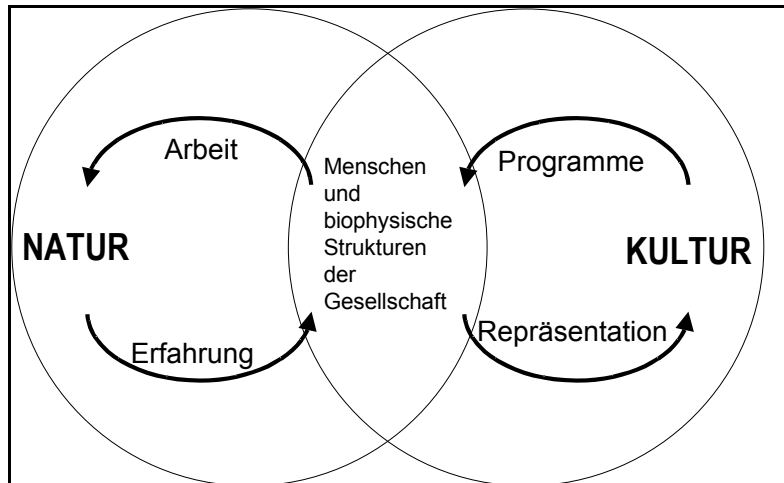 Arbeit
Programme
Menschen
und
biophysische
Strukturen
der
Gesellschaft
NATUR
KULTUR
Erfahrung
Repräsentation